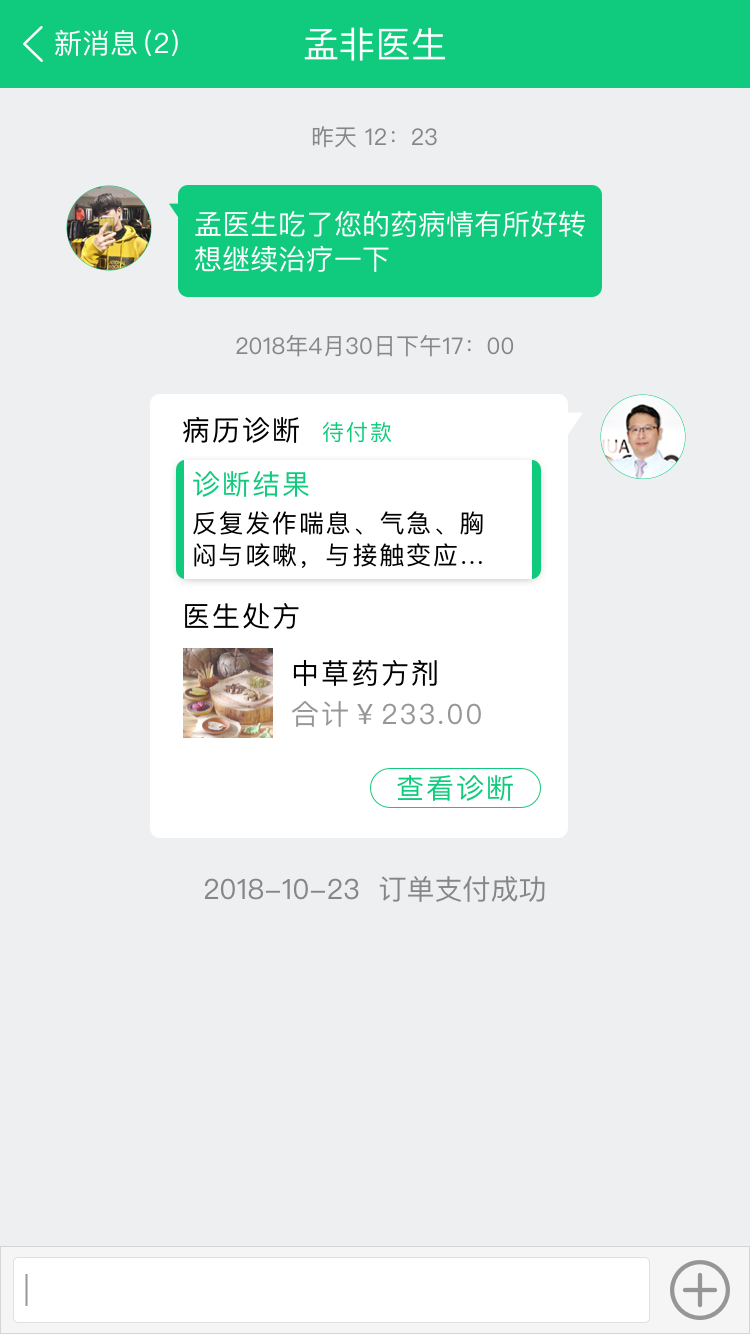 新消息(2)
孟非医生
昨天 12：23
孟医生吃了您的药病情有所好转
想继续治疗一下
2018年4月30日下午17：00
病历诊断 待付款
诊断结果
反复发作喘息、气急、胸
闷与咳嗽，与接触变应...
医生处方
中草药方剂
合计￥233.00
查看诊断
2018-10-23 订单支付成功